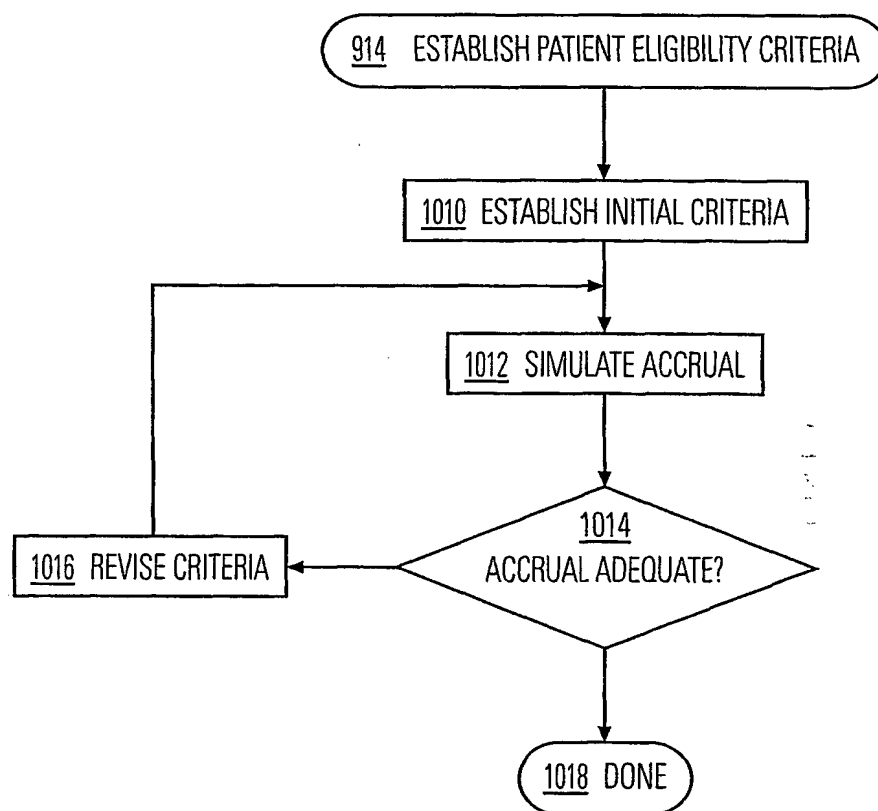 914 ESTABLISH PATIENT ELIGIBILITY CRITERIA
1010 ESTABLISH INITIAL CRITERIA
1012 SIMULATE ACCRUAL
1014
ACCRUAL ADEQUATE?
1016 REVISE CRITERIA
1018 DONE